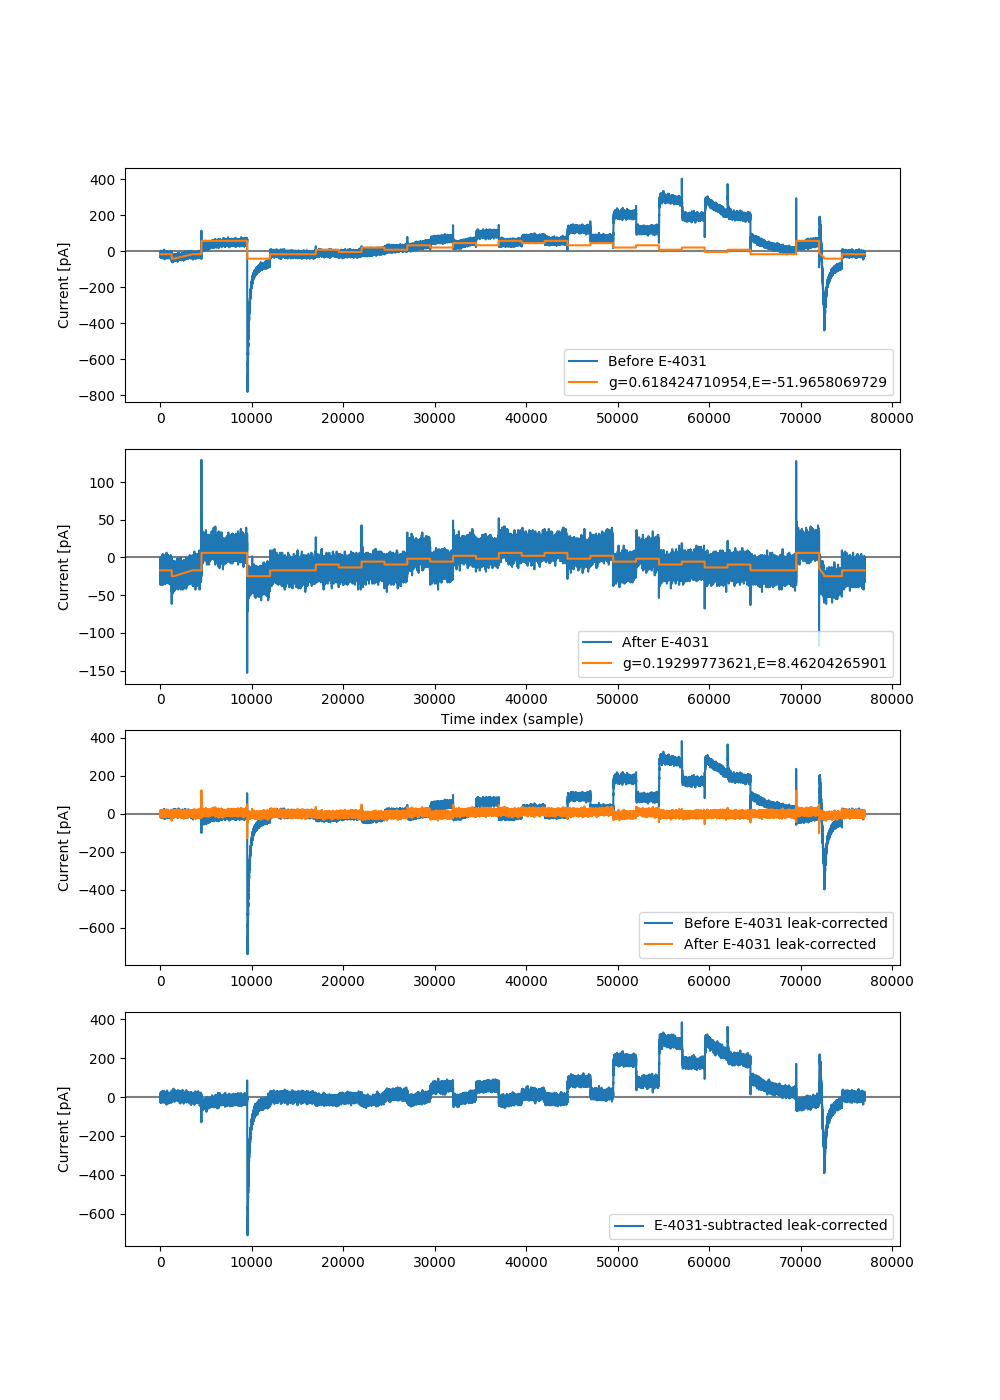 400
200
0
−200
−400
−600
−800
Current [pA]
Before E-4031
g=0.618424710954,E=-51.9658069729
0 10000 20000 30000 40000 50000 60000 70000 80000
100
50
0
−50
−100
−150
Current [pA]
After E-4031
g=0.19299773621,E=8.46204265901
0 10000 20000 30000 40000 50000 60000 70000 80000
Time index (sample)
400
200
0
−200
−400
−600
Current [pA]
Before E-4031 leak-corrected
After E-4031 leak-corrected
0 10000 20000 30000 40000 50000 60000 70000 80000
400
200
0
−200
−400
−600
Current [pA]
E-4031-subtracted leak-corrected
0 10000 20000 30000 40000 50000 60000 70000 80000